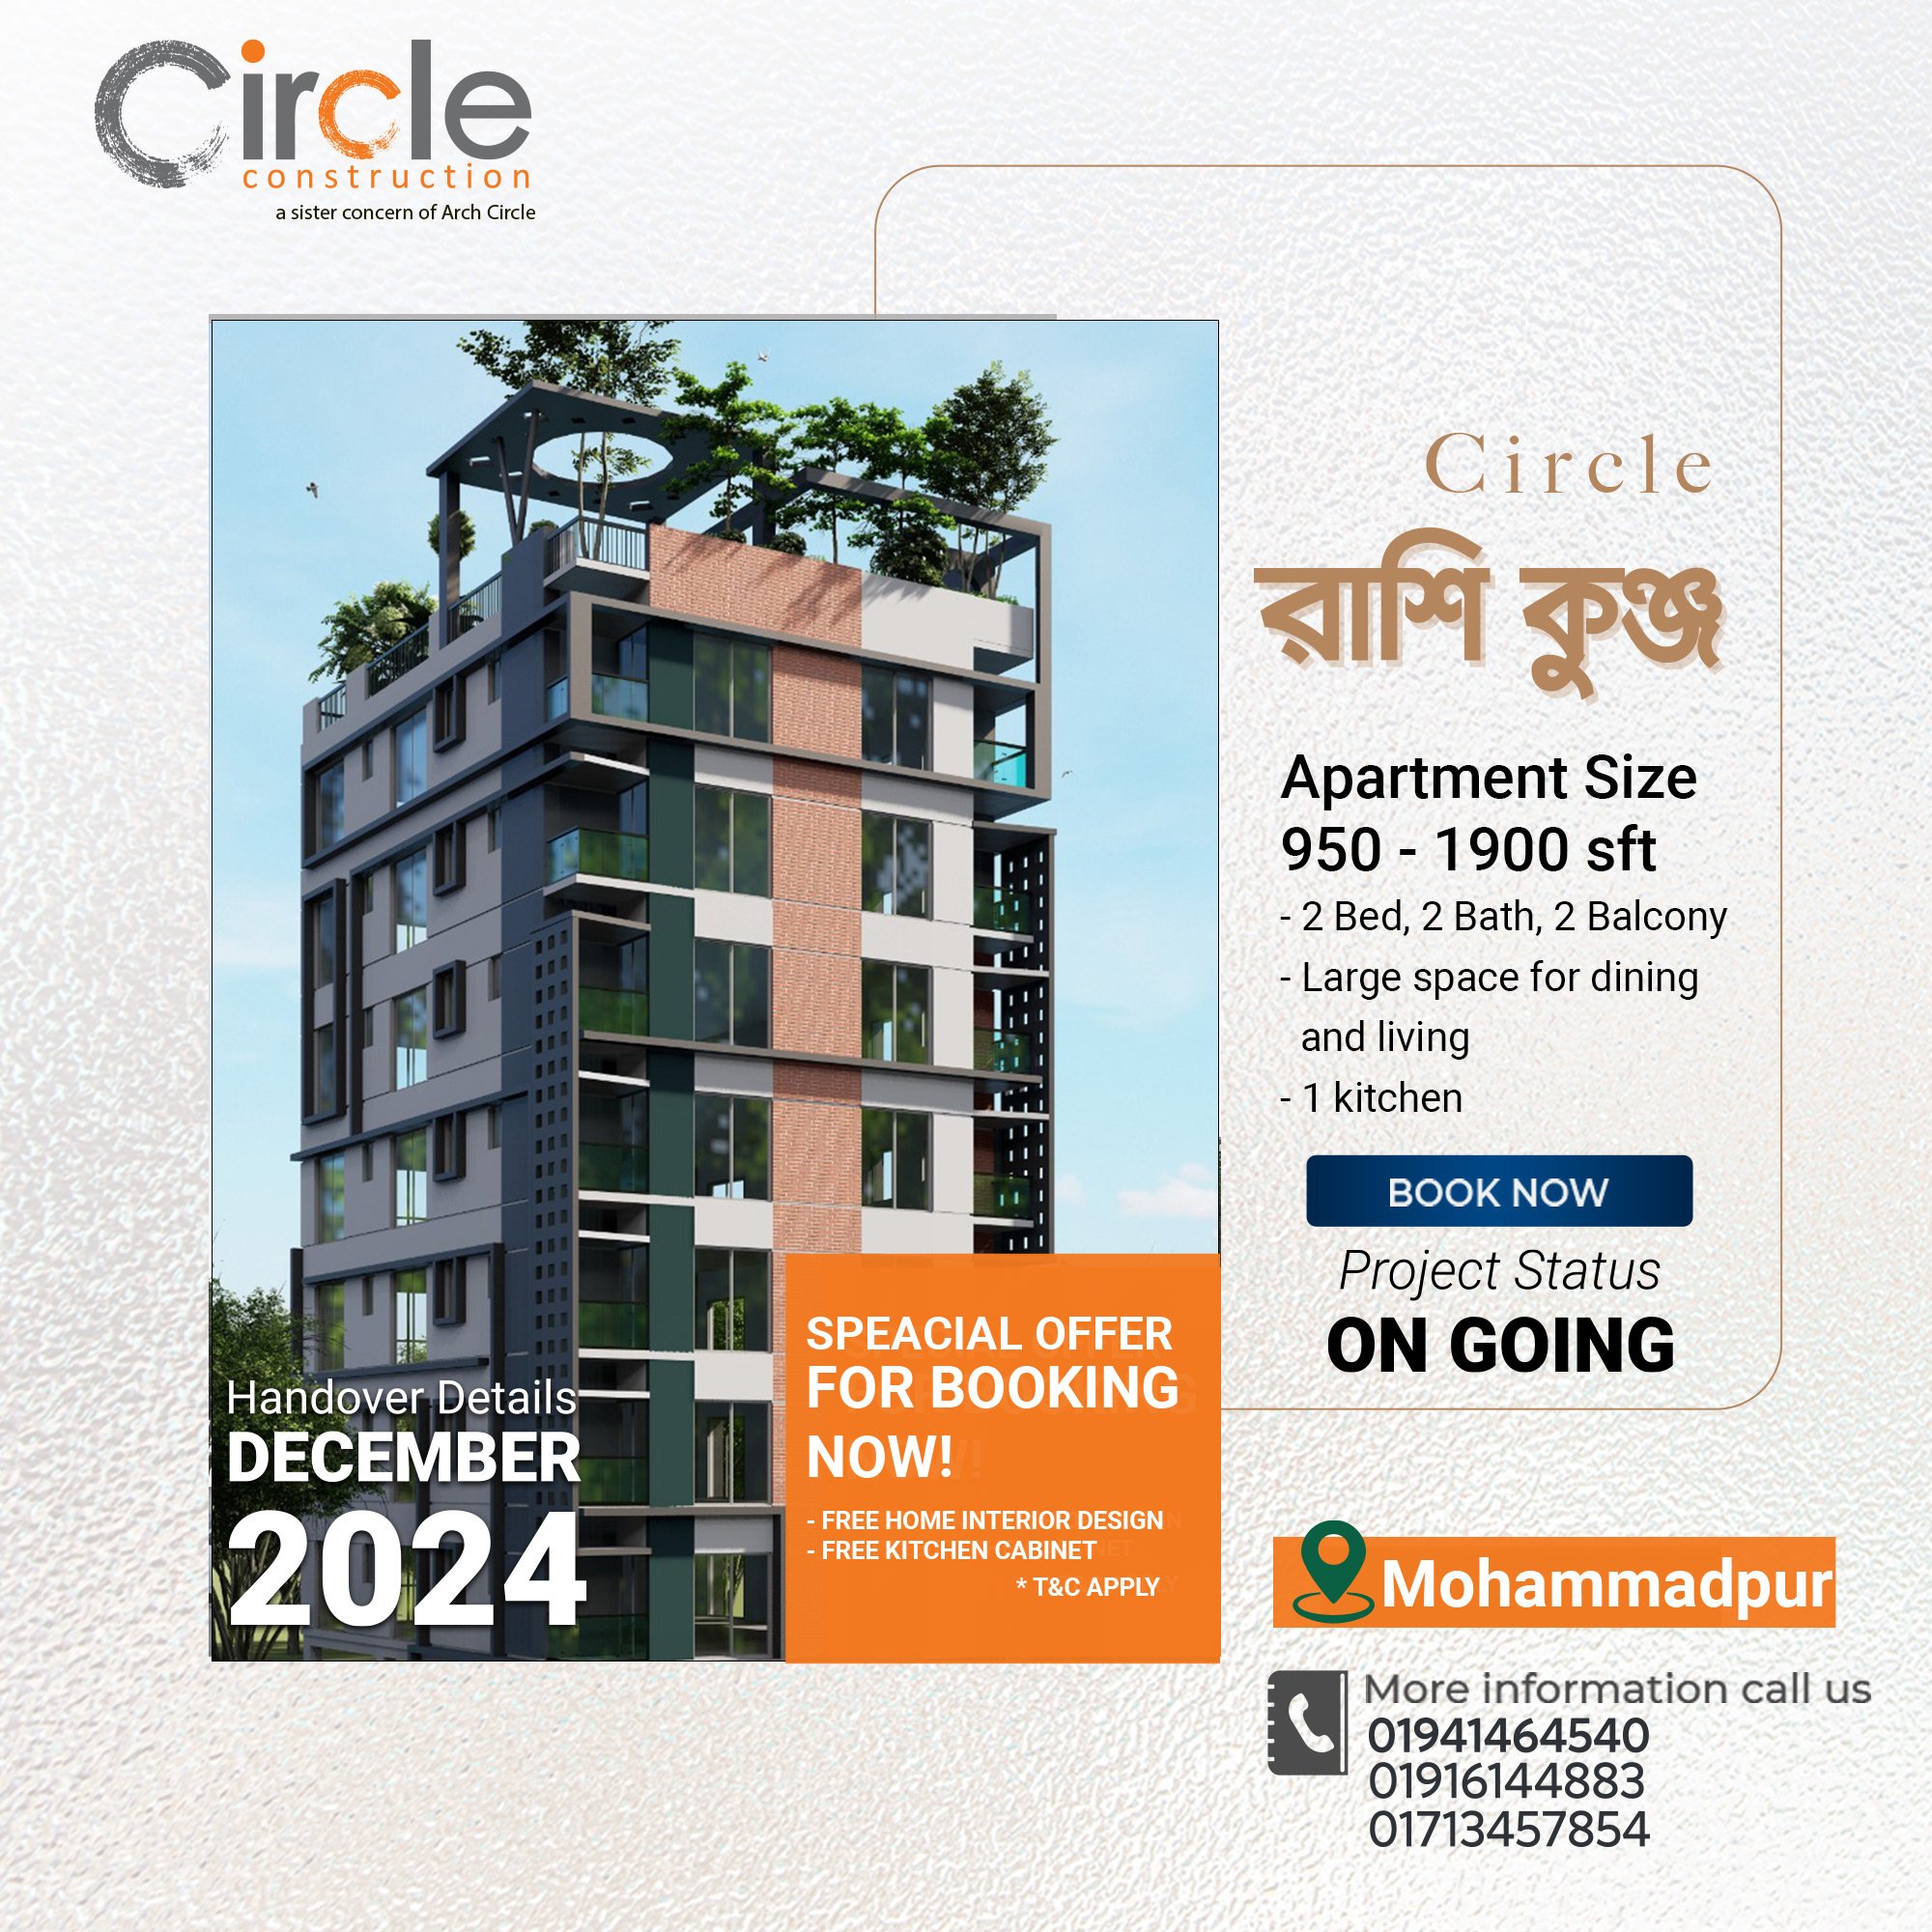 Circle
construction
a sister concern of Arch Circle
Circle
রাশি কুঞ্জ
Apartment Size
950 - 1900 sft
- 2 Bed, 2 Bath, 2 Balcony
- Large space for dining
and living
- 1 kitchen
BOOK NOW
Project Status
ON GOING
Handover Details
DECEMBER
2024
SPEACIAL OFFER
FOR BOOKING
NOW!
- FREE HOME INTERIOR DESIGN
- FREE KITCHEN CABINET
* T&C APPLY
Mohammadpur
More information call us
01941464540
01916144883
01713457854